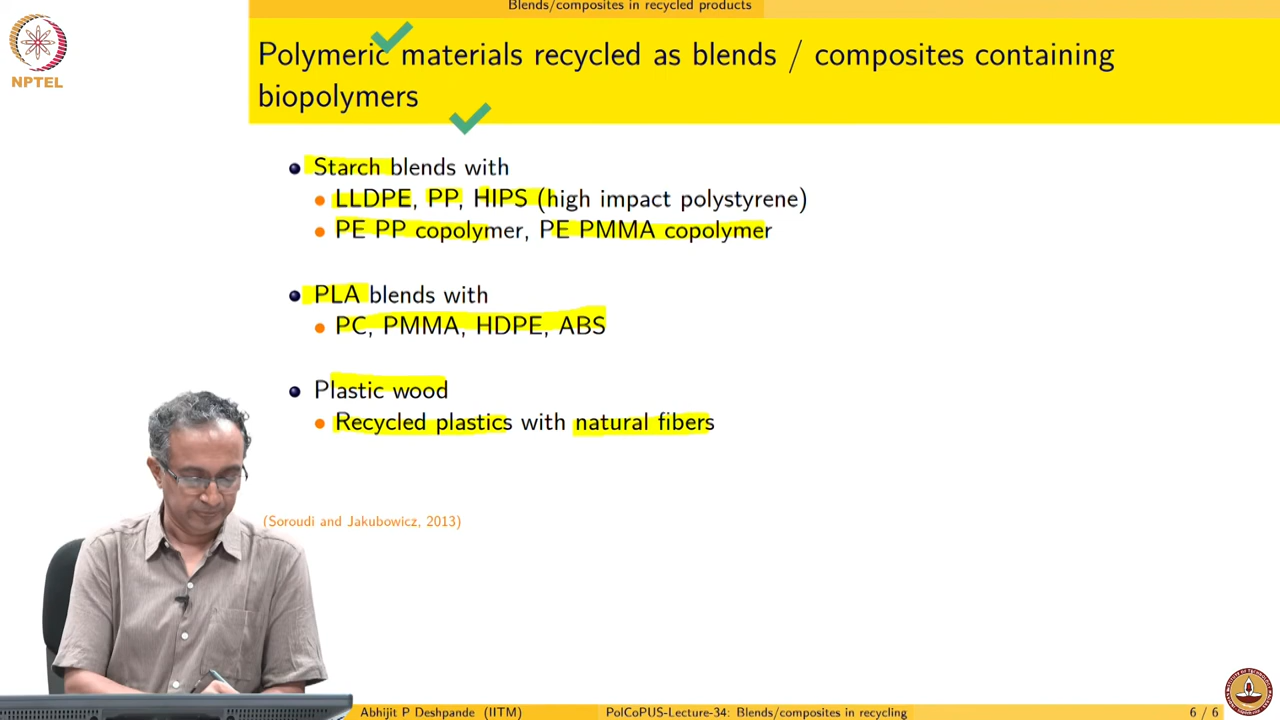 Blends/composites in recycled products
NPTEL
Polymeric materials recycled as blends / composites containing
biopolymers
Starch blends with
LLDPE, PP, HIPS (high impact polystyrene)
PE PP copolymer, PE PMMA copolymer
PLA blends with
PC, PMMA, HDPE, ABS
Plastic wood
Recycled plastics with natural fibers
(Soroudi and Jakubowicz, 2013)
Abhijit P Deshpande (IITM)
PolCoPUS-Lecture-34: Blends/composites in recycling
6 / 6